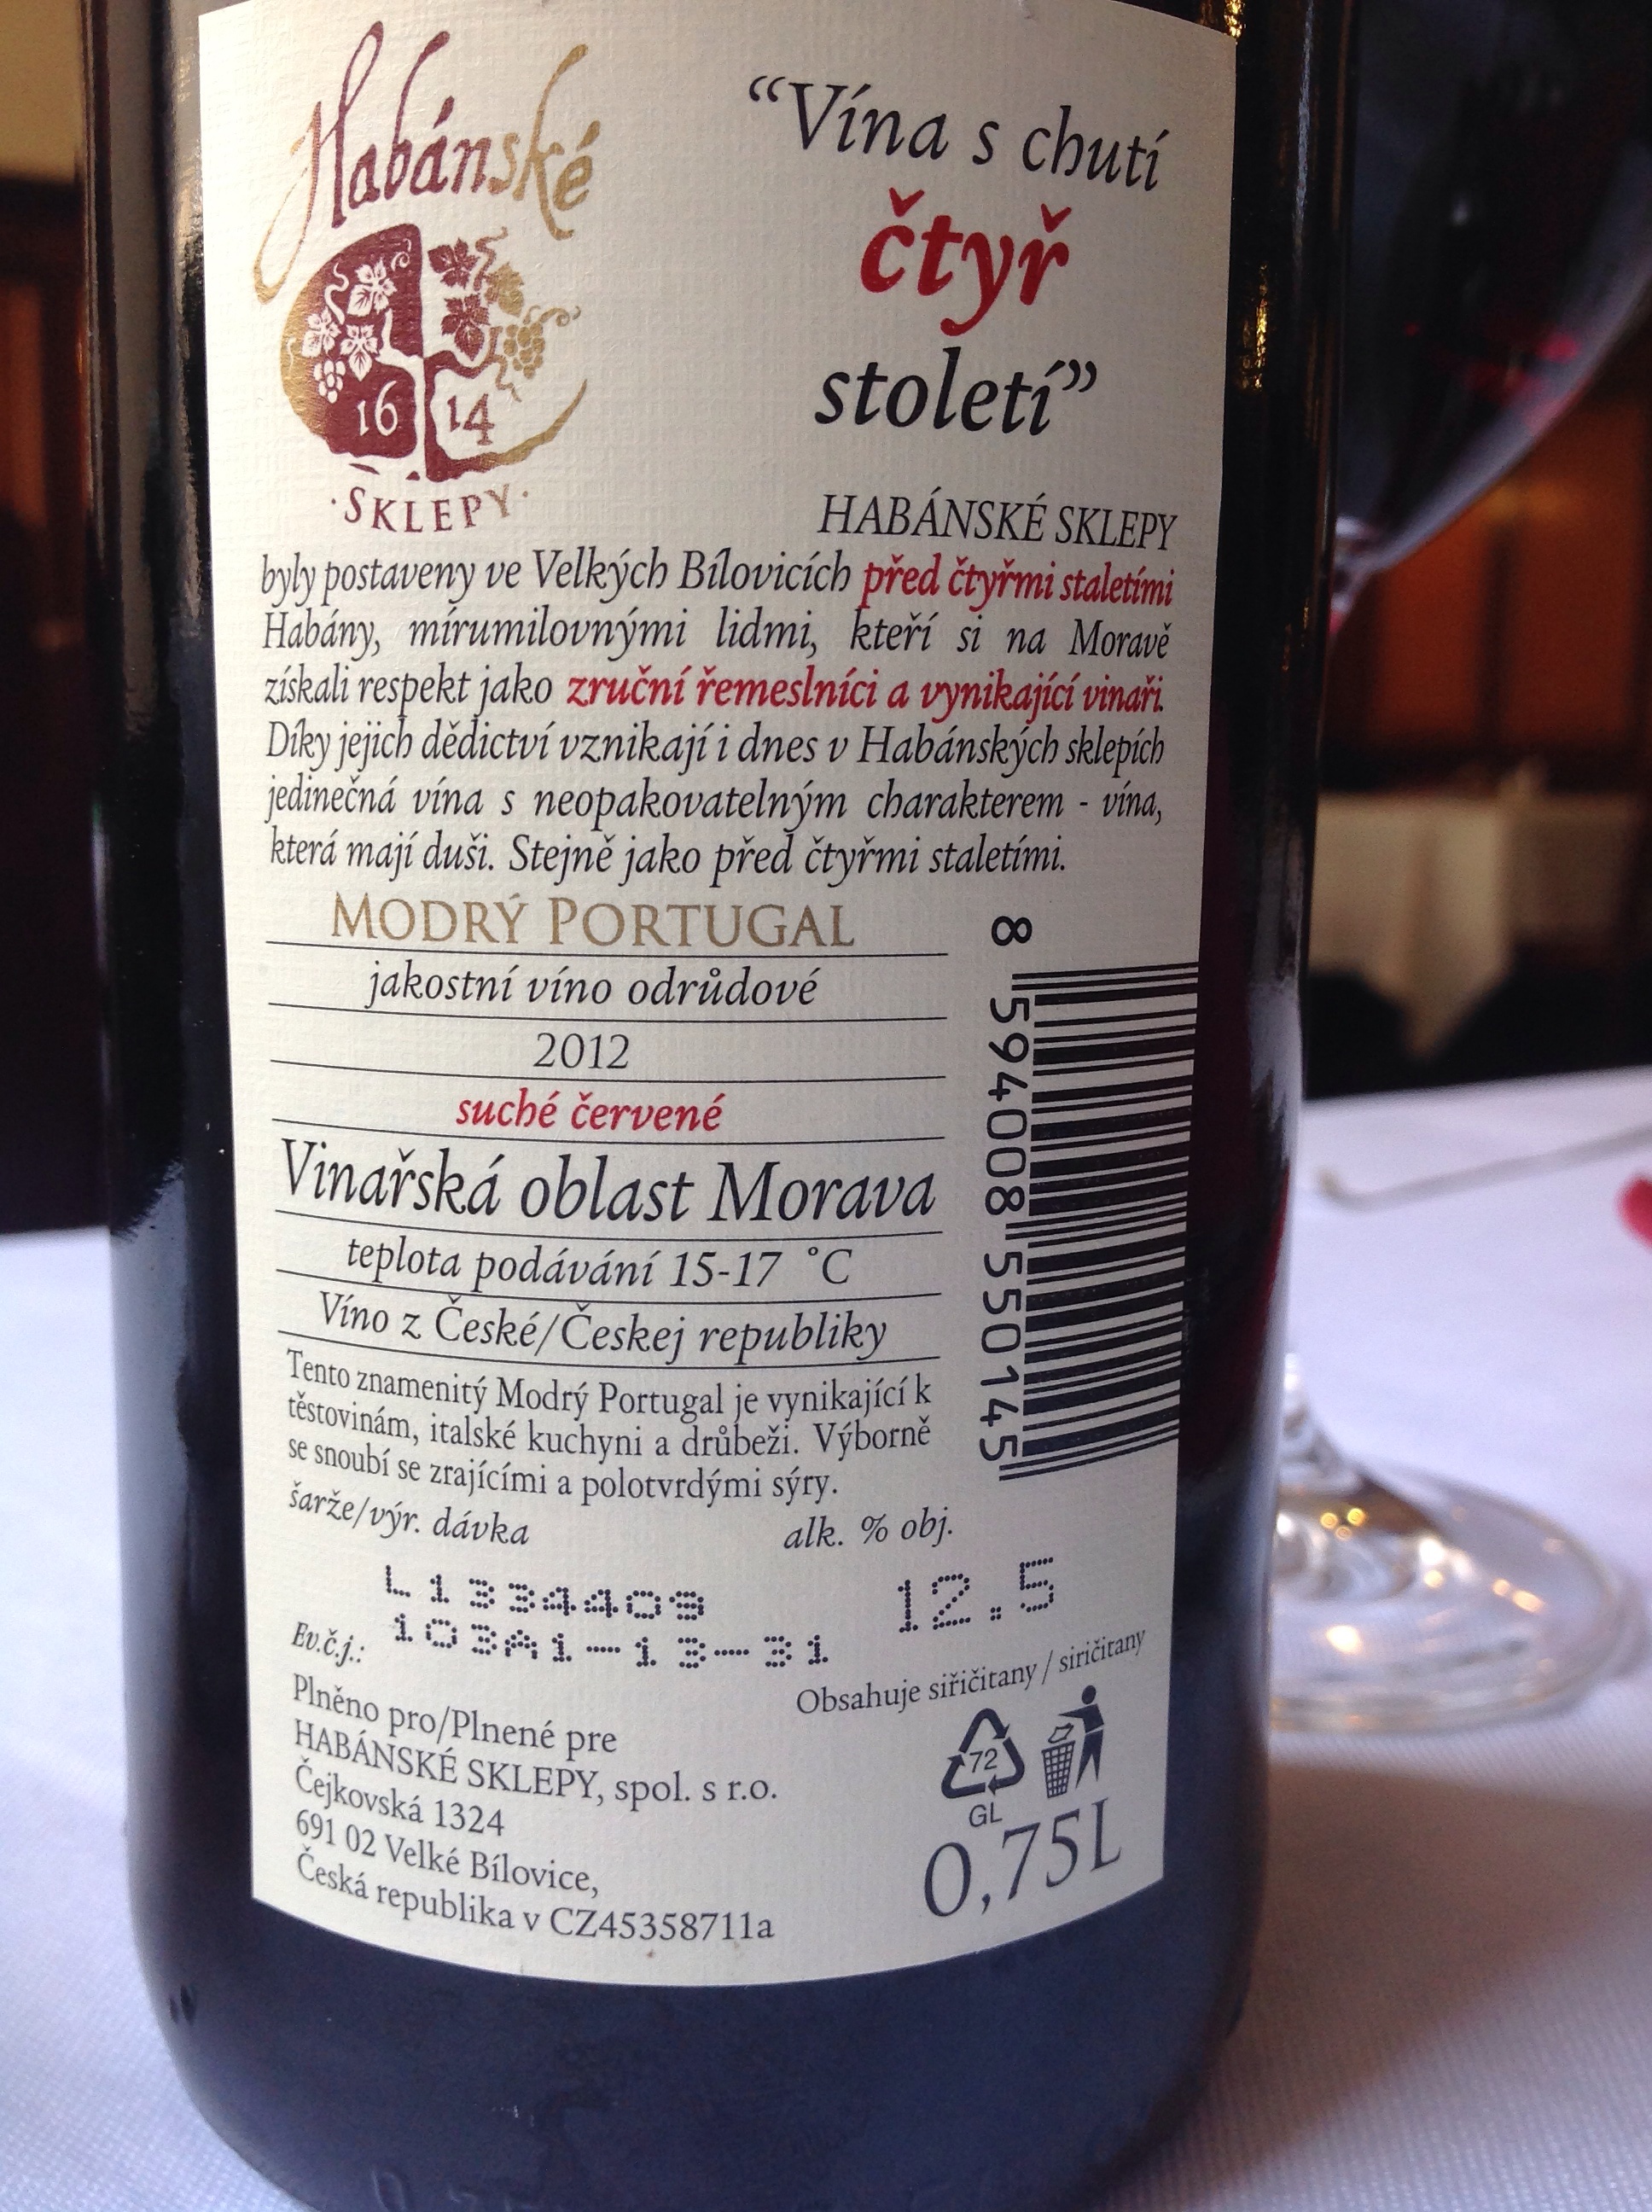 Habánské
16 14
·SKLEPY·
“Vína s chutí
čtyř
století”
HABÁNSKÉ SKLEPY
byly postaveny ve Velkých Bílovicích před čtyřmi staletími
Habány, mírumilovnými lidmi, kteří si na Moravě
získali respekt jako zruční řemeslníci a vynikající vinaři.
Díky jejich dědictví vznikají i dnes v Habánských sklepích
jedinečná vína s neopakovatelným charakterem - vína,
která mají duši. Stejně jako před čtyřmi staletími.
MODRÝ PORTUGAL
jakostní víno odrůdové
2012
suché červené
Vinařská oblast Morava
teplota podávání 15-17 °C
Víno z České/Českej republiky
8 594008 550145
Tento znamenitý Modrý Portugal je vynikající k
těstovinám, italské kuchyni a drůbeži. Výborně
se snoubí se zrajícími a polotvrdými sýry.
šarže/výr. dávka
alk. % obj.
L1334409
12.5
Ev.č.j.: 103A1-13-31
Obsahuje siřičitany / siričitany
Plněno pro/Plnené pre
HABÁNSKÉ SKLEPY, spol. s r.o.
Čejkovská 1324
691 02 Velké Bílovice,
Česká republika v CZ45358711a
72
GL
0,75L